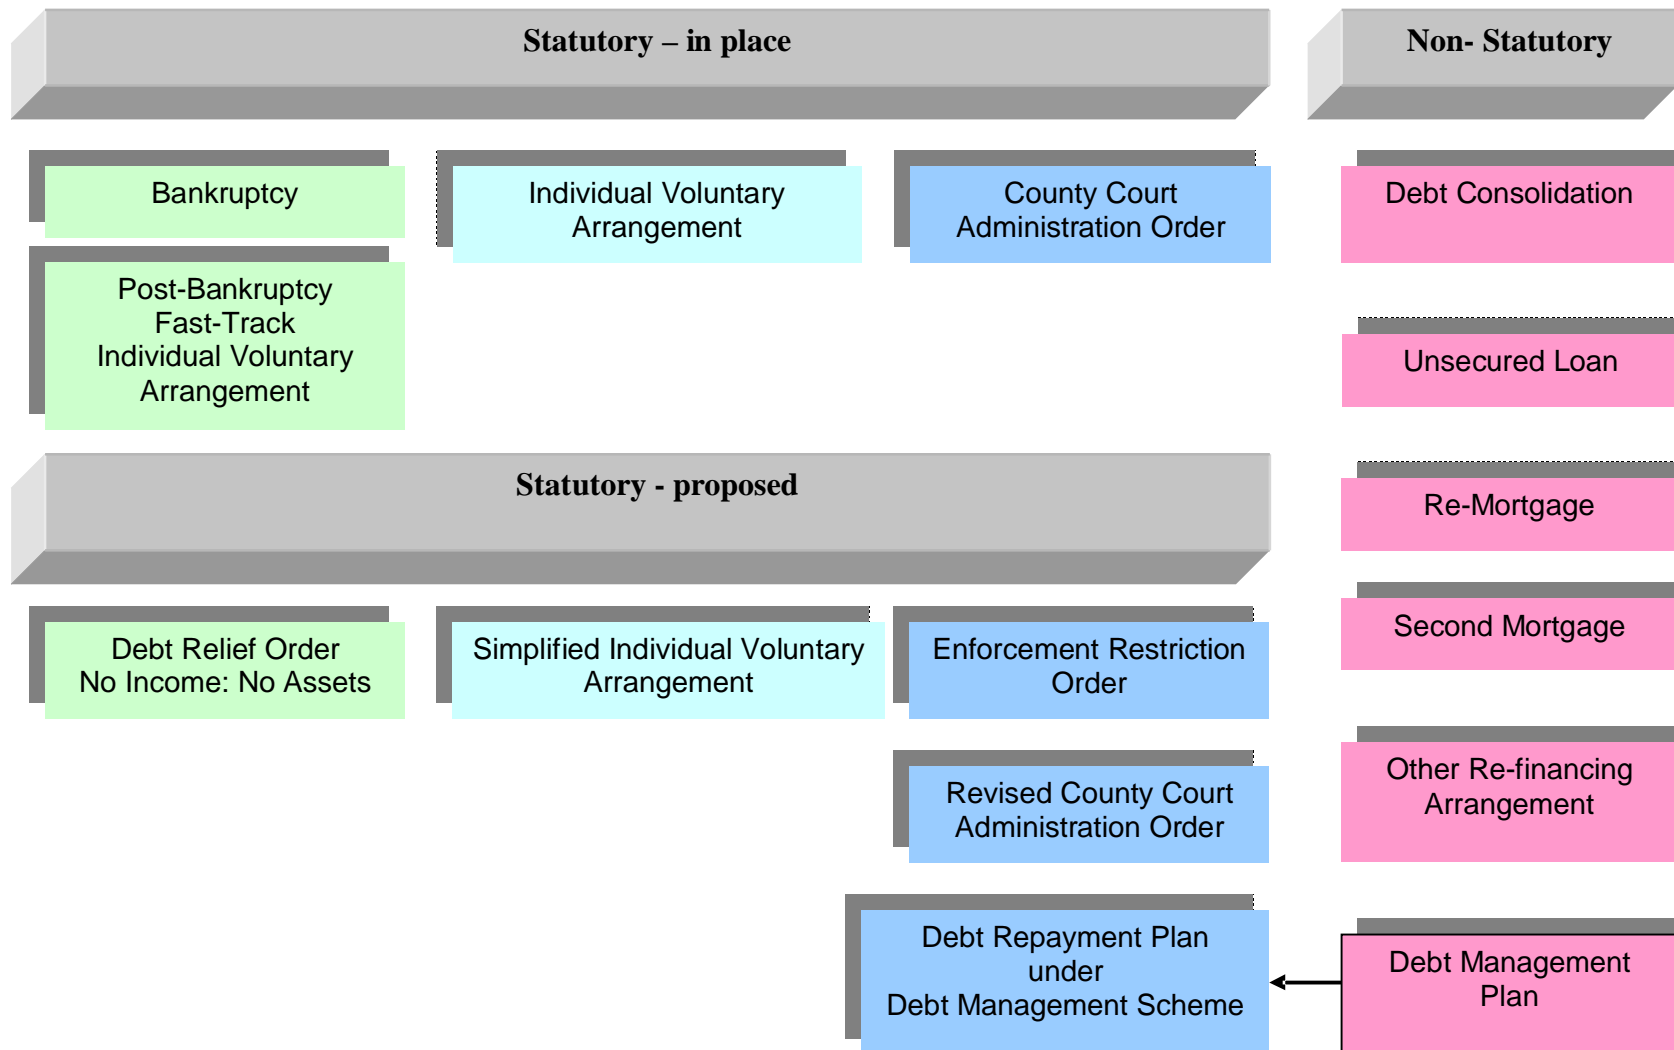 Statutory – in place
Non- Statutory
Bankruptcy
Individual Voluntary
Arrangement
County Court
Administration Order
Debt Consolidation
Post-Bankruptcy
Fast-Track
Individual Voluntary
Arrangement
Unsecured Loan
Statutory - proposed
Re-Mortgage
Debt Relief Order
No Income: No Assets
Simplified Individual Voluntary
Arrangement
Enforcement Restriction
Order
Second Mortgage
Revised County Court
Administration Order
Other Re-financing
Arrangement
Debt Repayment Plan
under
Debt Management Scheme
Debt Management
Plan